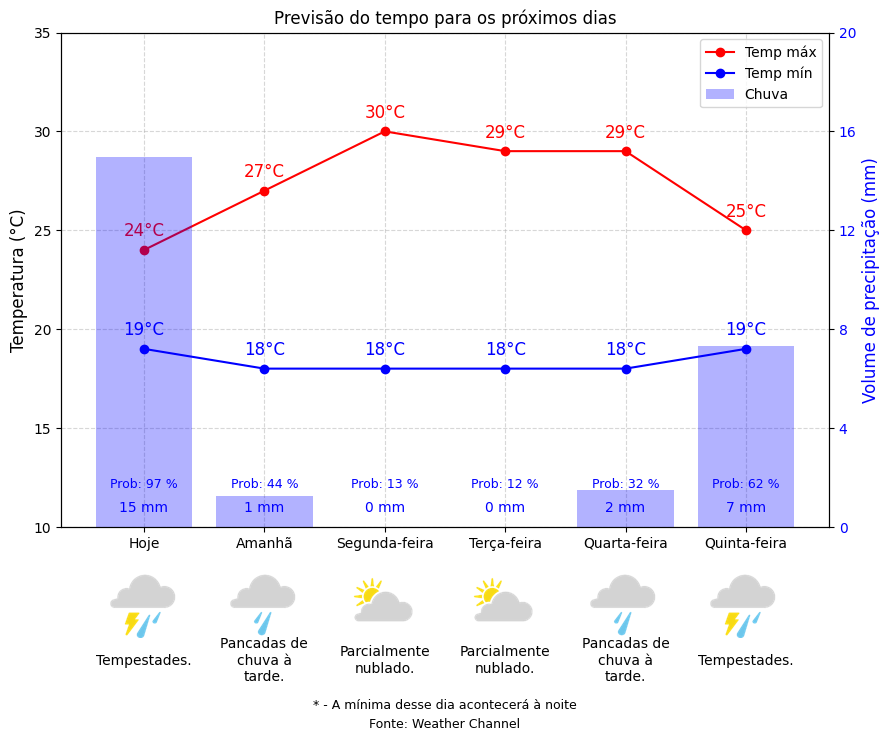 Previsão do tempo para os próximos dias
35
30
25
20
15
10
Temperatura (°C)
20
16
12
8
4
0
Volume de precipitação (mm)
Temp máx
Temp mín
Chuva
24°C
27°C
30°C
29°C
29°C
25°C
19°C
18°C
18°C
18°C
18°C
19°C
Prob: 97 %
Prob: 44 %
Prob: 13 %
Prob: 12 %
Prob: 32 %
Prob: 62 %
15 mm
1 mm
0 mm
0 mm
2 mm
7 mm
Hoje
Amanhã
Segunda-feira
Terça-feira
Quarta-feira
Quinta-feira
Tempestades.
Pancadas de
chuva à
tarde.
Parcialmente
nublado.
Parcialmente
nublado.
Pancadas de
chuva à
tarde.
Tempestades.
* - A mínima desse dia acontecerá à noite
Fonte: Weather Channel